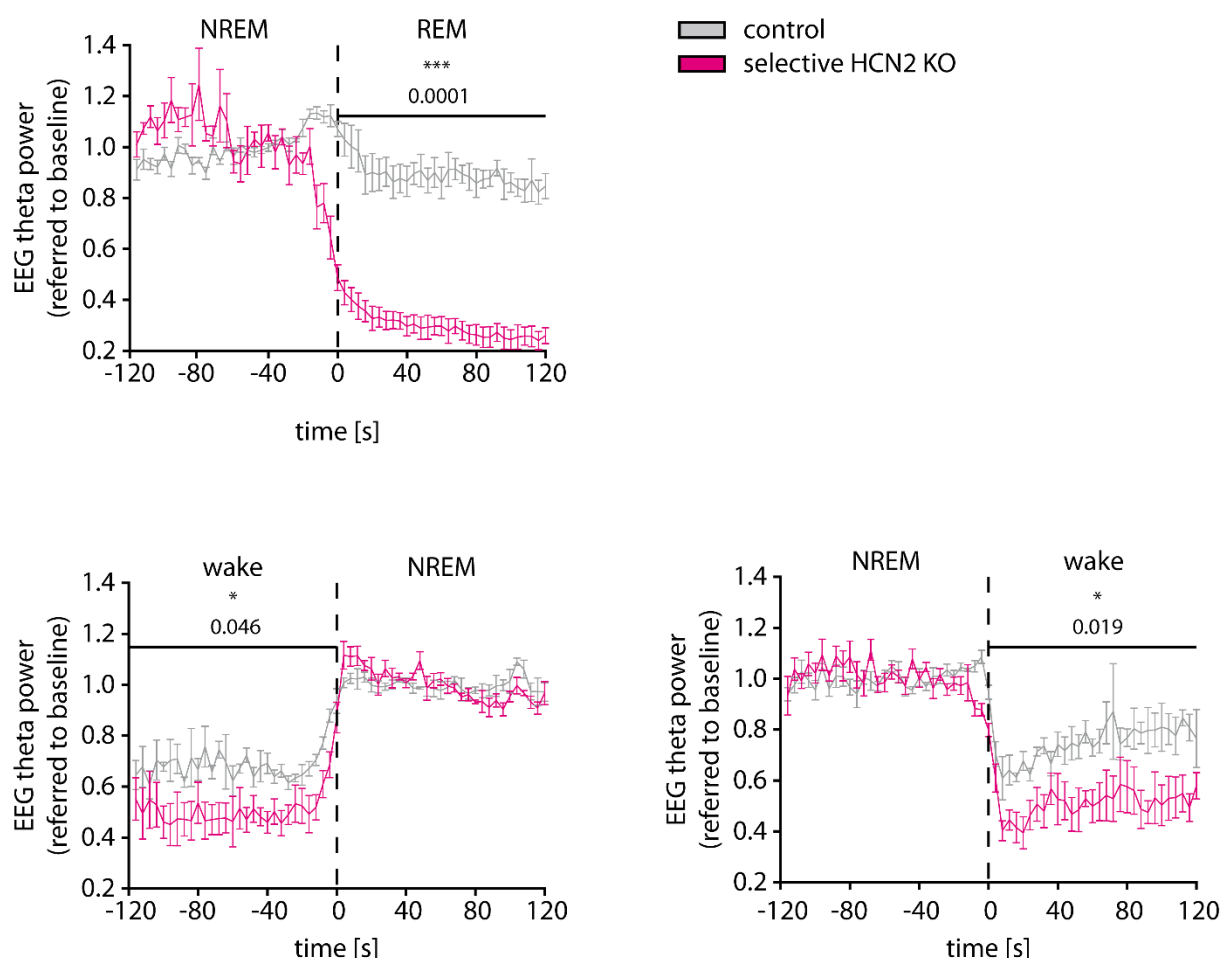 NREM REM
***
0.0001
1.4
1.2
1.0
0.8
0.6
0.4
0.2
EEG theta power
(referred to baseline)
-120 -80 -40 0 40 80 120
time [s]
control
selective HCN2 KO
wake NREM
*
0.046
1.4
1.2
1.0
0.8
0.6
0.4
0.2
EEG theta power
(referred to baseline)
-120 -80 -40 0 40 80 120
time [s]
NREM wake
*
0.019
1.4
1.2
1.0
0.8
0.6
0.4
0.2
EEG theta power
(referred to baseline)
-120 -80 -40 0 40 80 120
time [s]